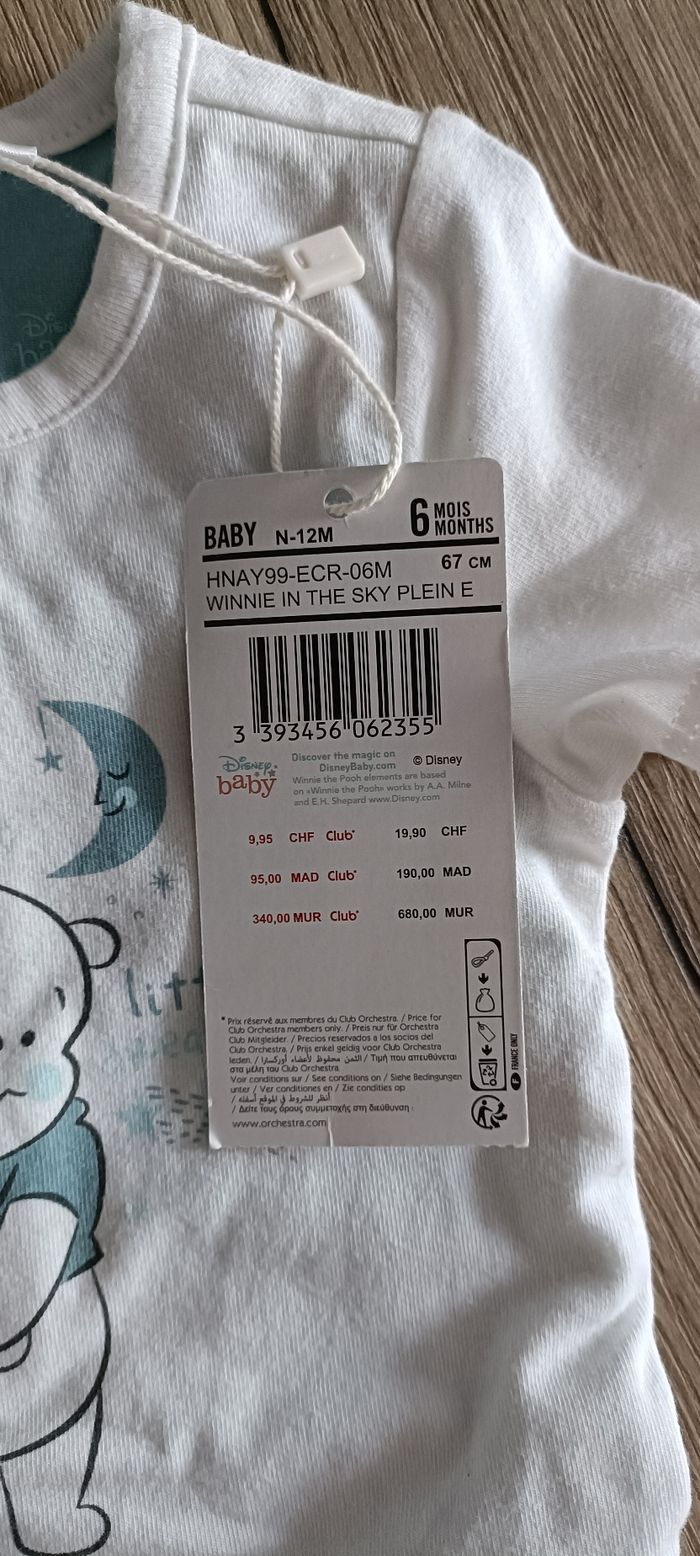 BABY N-12M 6 MOIS MONTHS
HNAY99-ECR-06M 67 CM
WINNIE IN THE SKY PLEIN E
3 393456 062355
Disney baby
Discover the magic on
DisneyBaby.com © Disney
Winnie the Pooh elements are based
on «Winnie the Pooh» works by A.A. Milne
and E.H. Shepard www.Disney.com
9,95 CHF Club* 19,90 CHF
95,00 MAD Club* 190,00 MAD
340,00 MUR Club* 680,00 MUR
* Prix réservé aux membres du Club Orchestra. / Price for
Club Orchestra members only. / Preis nur für Orchestra
Club Mitglieder. / Precios reservados a los socios del
Club Orchestra. / Prijs enkel geldig voor Club Orchestra
leden. / الثمن محفوظ لأعضاء أوركسترا / Τιμή που απευθύνεται
στα μέλη του Club Orchestra
Voir conditions sur / See conditions on / Siehe Bedingungen
unter / Ver conditiones en / Zie condities op
/ أنظر للشروط في الموقع أسفله
/ Δείτε τους όρους συμμετοχής στη διεύθυνση :
www.orchestra.com
FRANCE ONLY